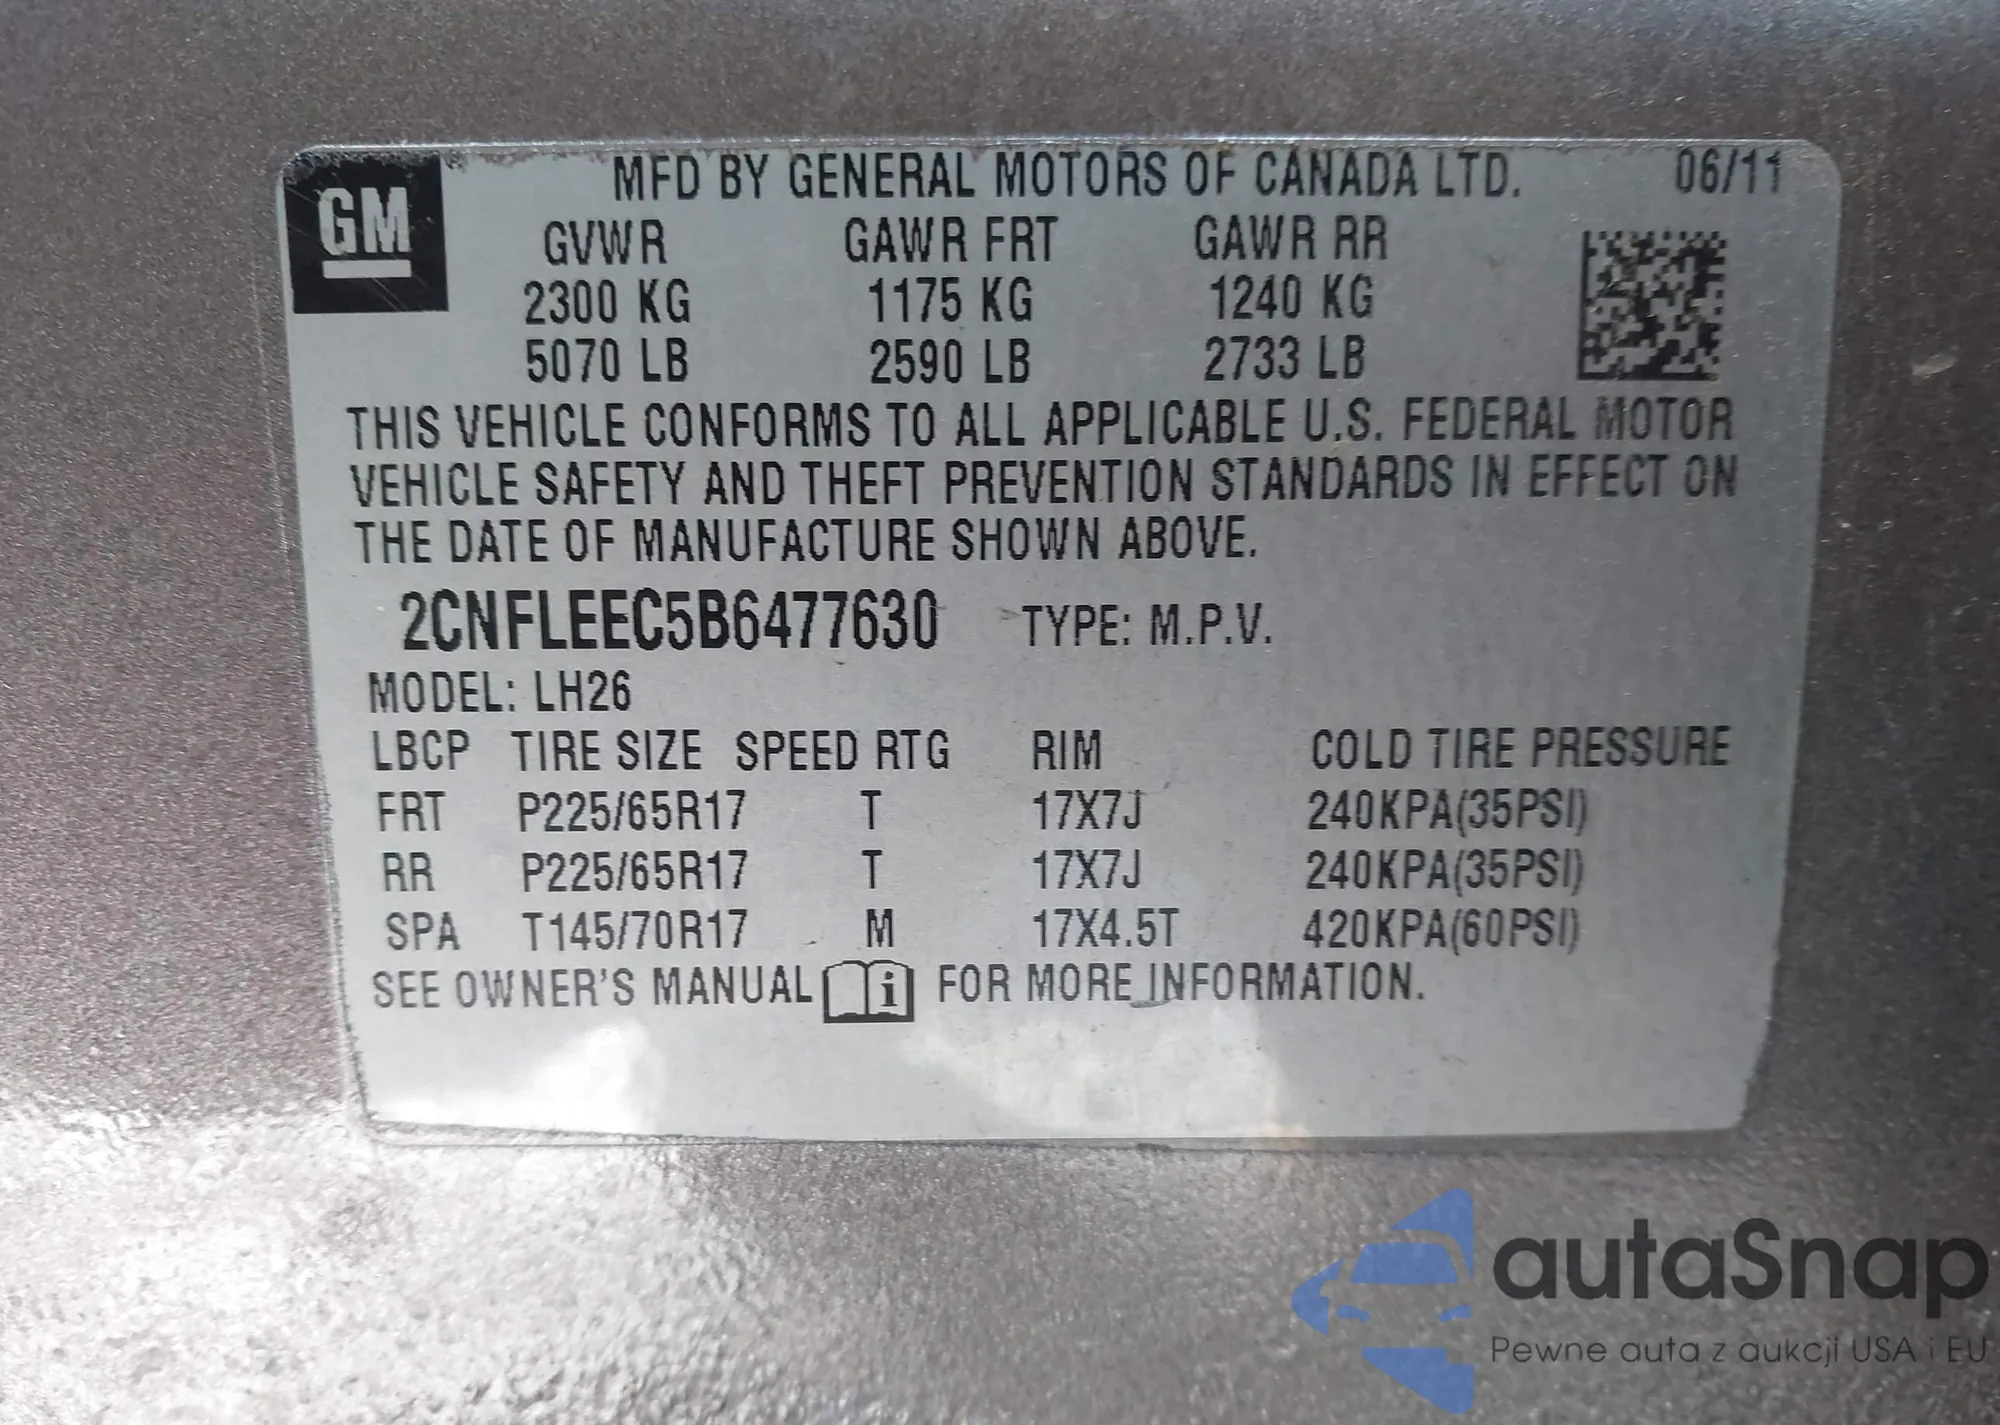 GM
MFD BY GENERAL MOTORS OF CANADA LTD. 06/11
GVWR GAWR FRT GAWR RR
2300 KG 1175 KG 1240 KG
5070 LB 2590 LB 2733 LB
THIS VEHICLE CONFORMS TO ALL APPLICABLE U.S. FEDERAL MOTOR
VEHICLE SAFETY AND THEFT PREVENTION STANDARDS IN EFFECT ON
THE DATE OF MANUFACTURE SHOWN ABOVE.
2CNFLEEC5B6477630 TYPE: M.P.V.
MODEL: LH26
LBCP TIRE SIZE SPEED RTG RIM COLD TIRE PRESSURE
FRT P225/65R17 T 17X7J 240KPA(35PSI)
RR P225/65R17 T 17X7J 240KPA(35PSI)
SPA T145/70R17 M 17X4.5T 420KPA(60PSI)
SEE OWNER'S MANUAL i FOR MORE INFORMATION.
autaSnap
Pewne auta z aukcji USA i EU